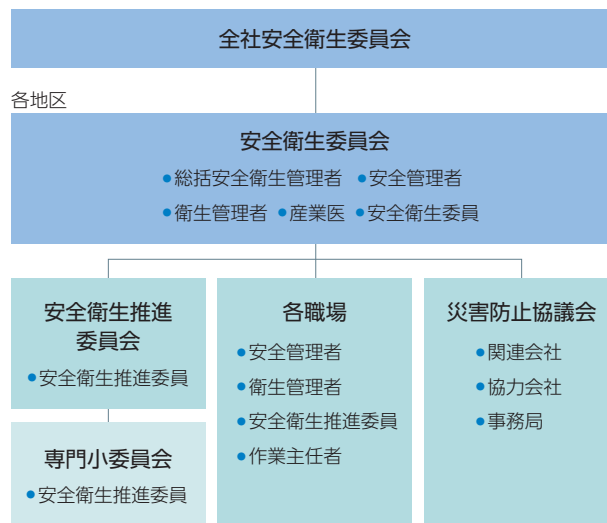 全社安全衛生委員会
各地区
安全衛生委員会
●総括安全衛生管理者 ●安全管理者
●衛生管理者 ●産業医 ●安全衛生委員
安全衛生推進
委員会
●安全衛生推進委員
専門小委員会
●安全衛生推進委員
各職場
●安全管理者
●衛生管理者
●安全衛生推進委員
●作業主任者
災害防止協議会
●関連会社
●協力会社
●事務局